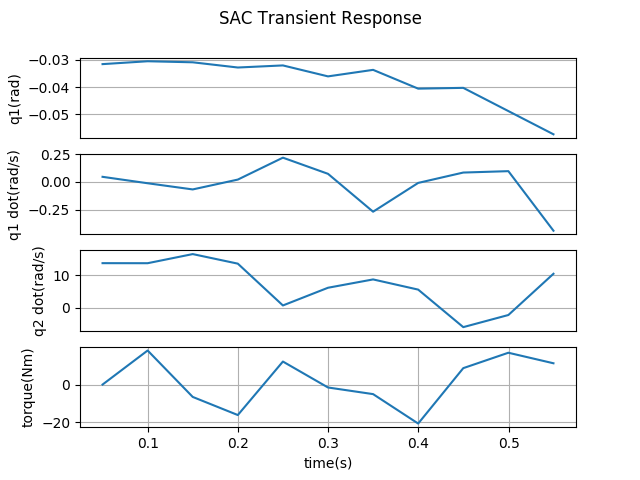 SAC Transient Response
−0.03
−0.04
−0.05
q1(rad)
0.25
0.00
−0.25
q1 dot(rad/s)
10
0
q2 dot(rad/s)
0
−20
torque(Nm)
0.1 0.2 0.3 0.4 0.5
time(s)